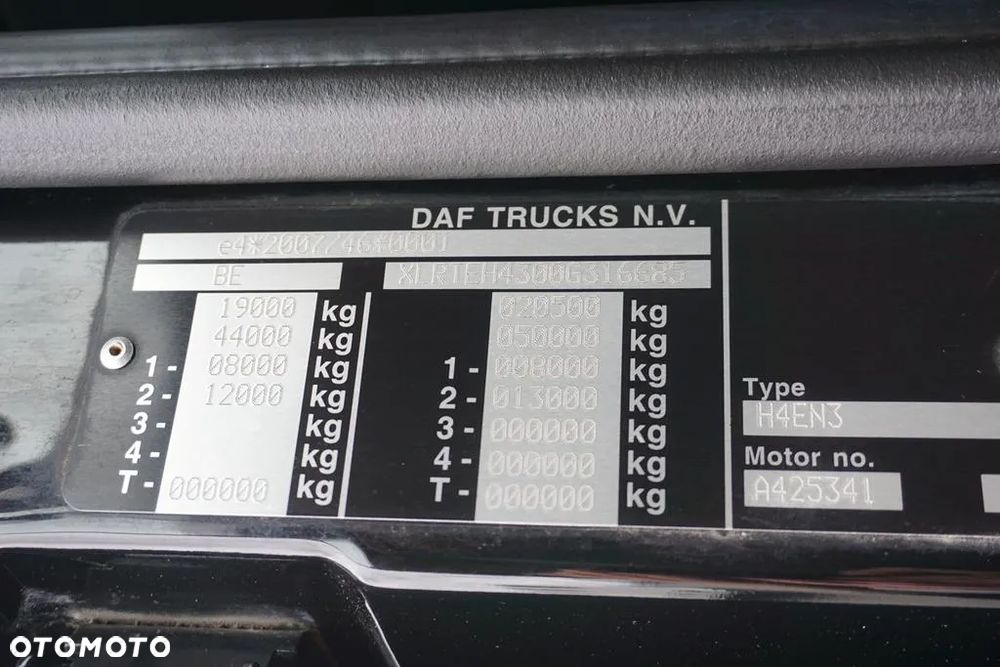 DAF TRUCKS N.V.
e4*2007/46*0001
BE XLRTEH4300G316685
19000 kg 020500 kg
44000 kg 050000 kg
1- 08000 kg 1- 008000 kg
2- 12000 kg 2- 013000 kg
3- kg 3- 000000 kg
4- kg 4- 000000 kg
T- 000000 kg T- 000000 kg
Type
H4EN3
Motor no.
A425341
OTOMOTO